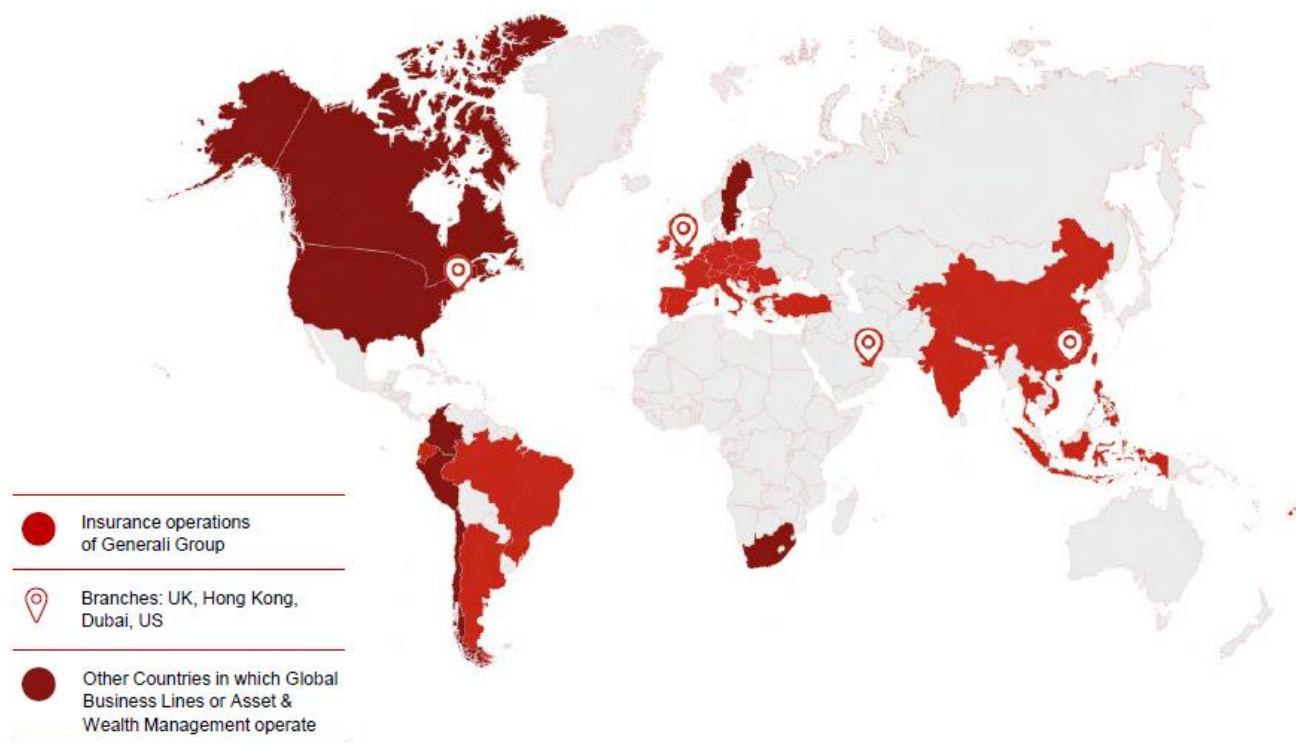 Insurance operations
of Generali Group
Branches: UK, Hong Kong,
Dubai, US
Other Countries in which Global
Business Lines or Asset &
Wealth Management operate